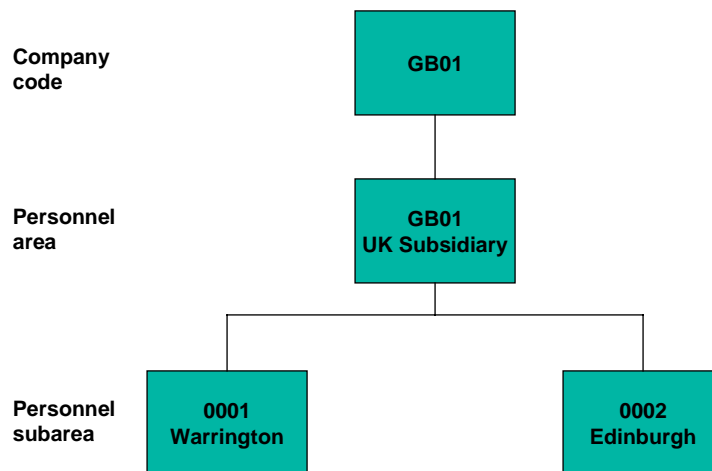 Company
code
GB01
Personnel
area
GB01
UK Subsidiary
Personnel
subarea
0001
Warrington
0002
Edinburgh